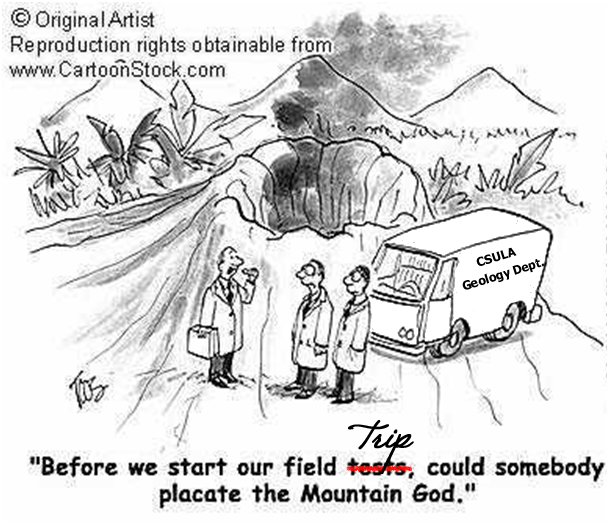 © Original Artist
Reproduction rights obtainable from
www.CartoonStock.com
CSULA
Geology Dept.
Trip
"Before we start our field tests, could somebody
placate the Mountain God."